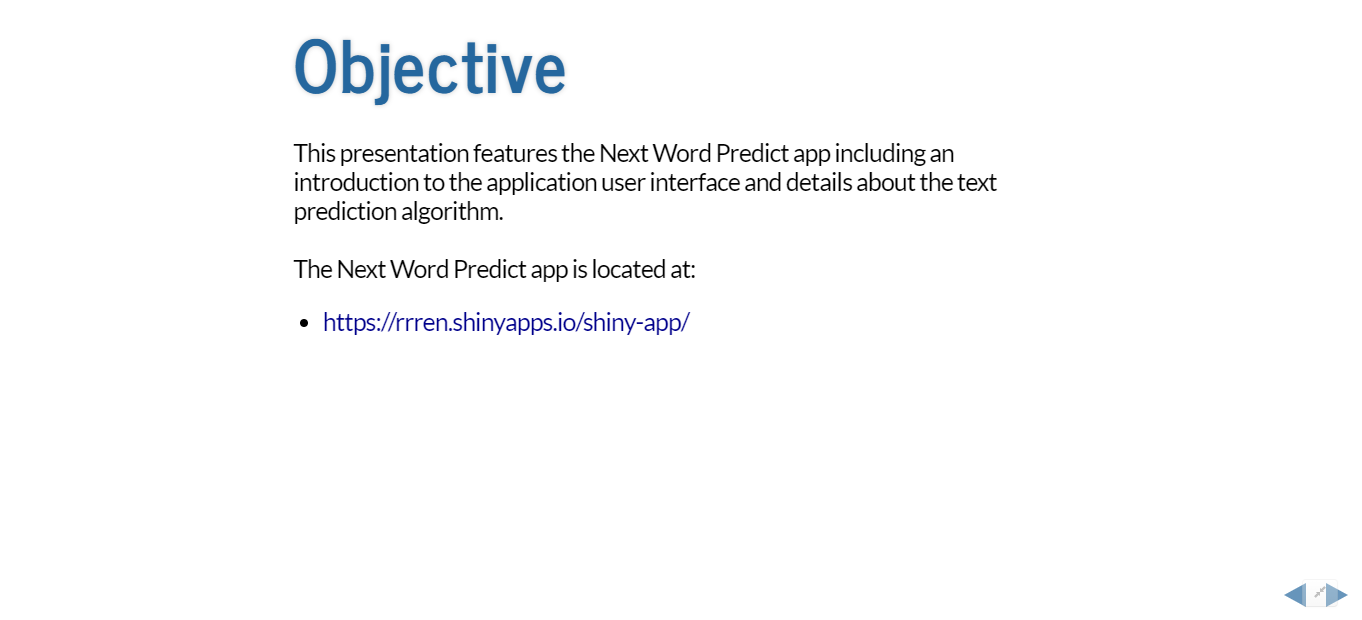 Objective
This presentation features the Next Word Predict app including an
introduction to the application user interface and details about the text
prediction algorithm.
The Next Word Predict app is located at:
• https://rrren.shinyapps.io/shiny-app/